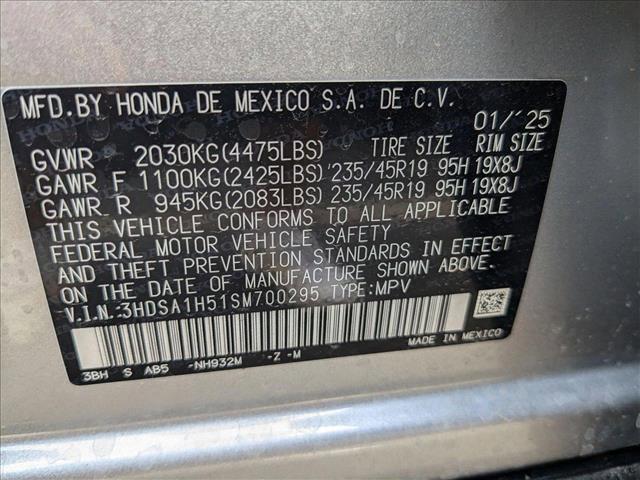 MFD.BY HONDA DE MEXICO S.A. DE C.V.
01/'25
GVWR 2030KG(4475LBS) TIRE SIZE RIM SIZE
GAWR F 1100KG(2425LBS) 235/45R19 95H 19X8J
GAWR R 945KG(2083LBS) 235/45R19 95H 19X8J
THIS VEHICLE CONFORMS TO ALL APPLICABLE
FEDERAL MOTOR VEHICLE SAFETY
AND THEFT PREVENTION STANDARDS IN EFFECT
ON THE DATE OF MANUFACTURE SHOWN ABOVE.
V.I.N.:3HDSA1H51SM700295 TYPE:MPV
MADE IN MEXICO
3BH S AB5 -NH932M -Z -M